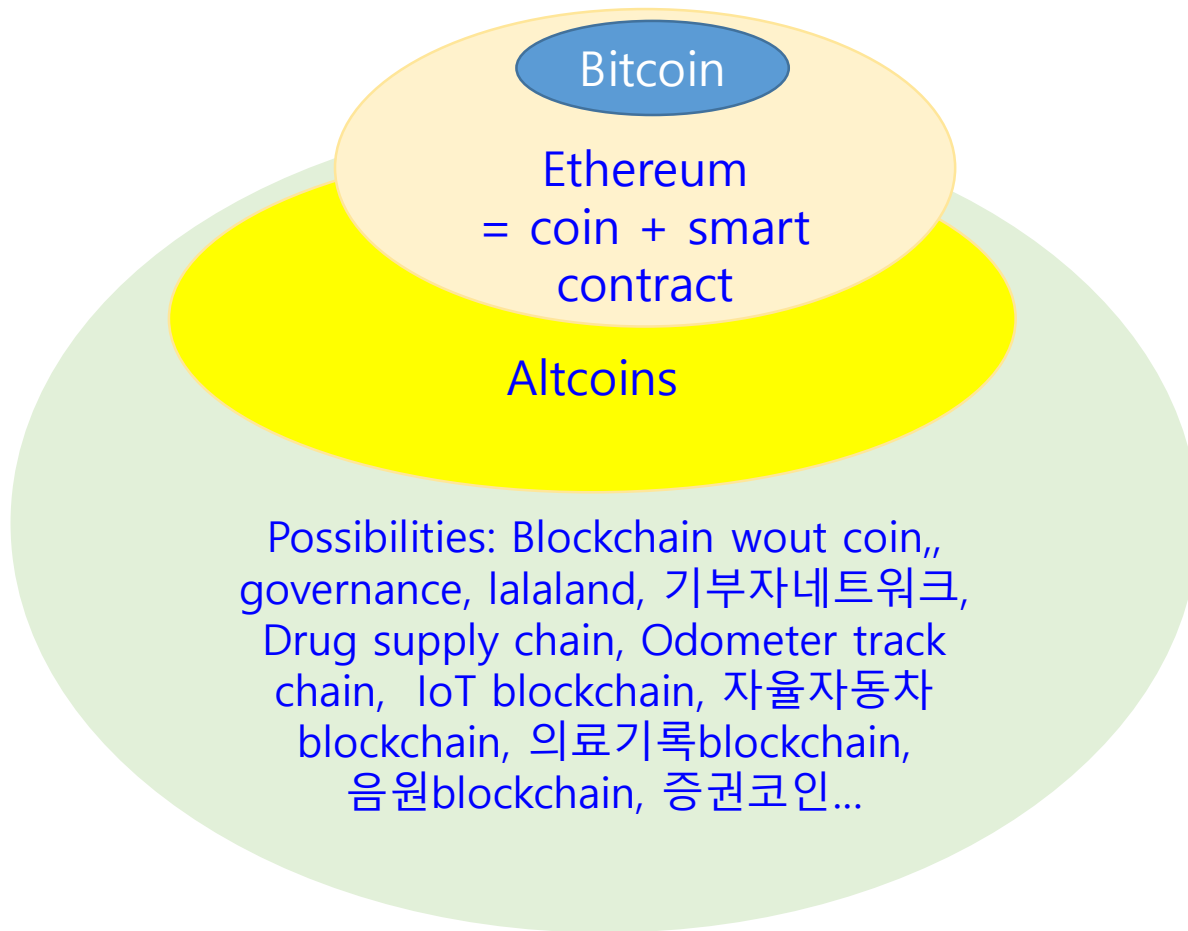 Bitcoin
Ethereum
= coin + smart
contract
Altcoins
Possibilities: Blockchain wout coin,,
governance, lalaland, 기부자네트워크,
Drug supply chain, Odometer track
chain, IoT blockchain, 자율자동차
blockchain, 의료기록blockchain,
음원blockchain, 증권코인...